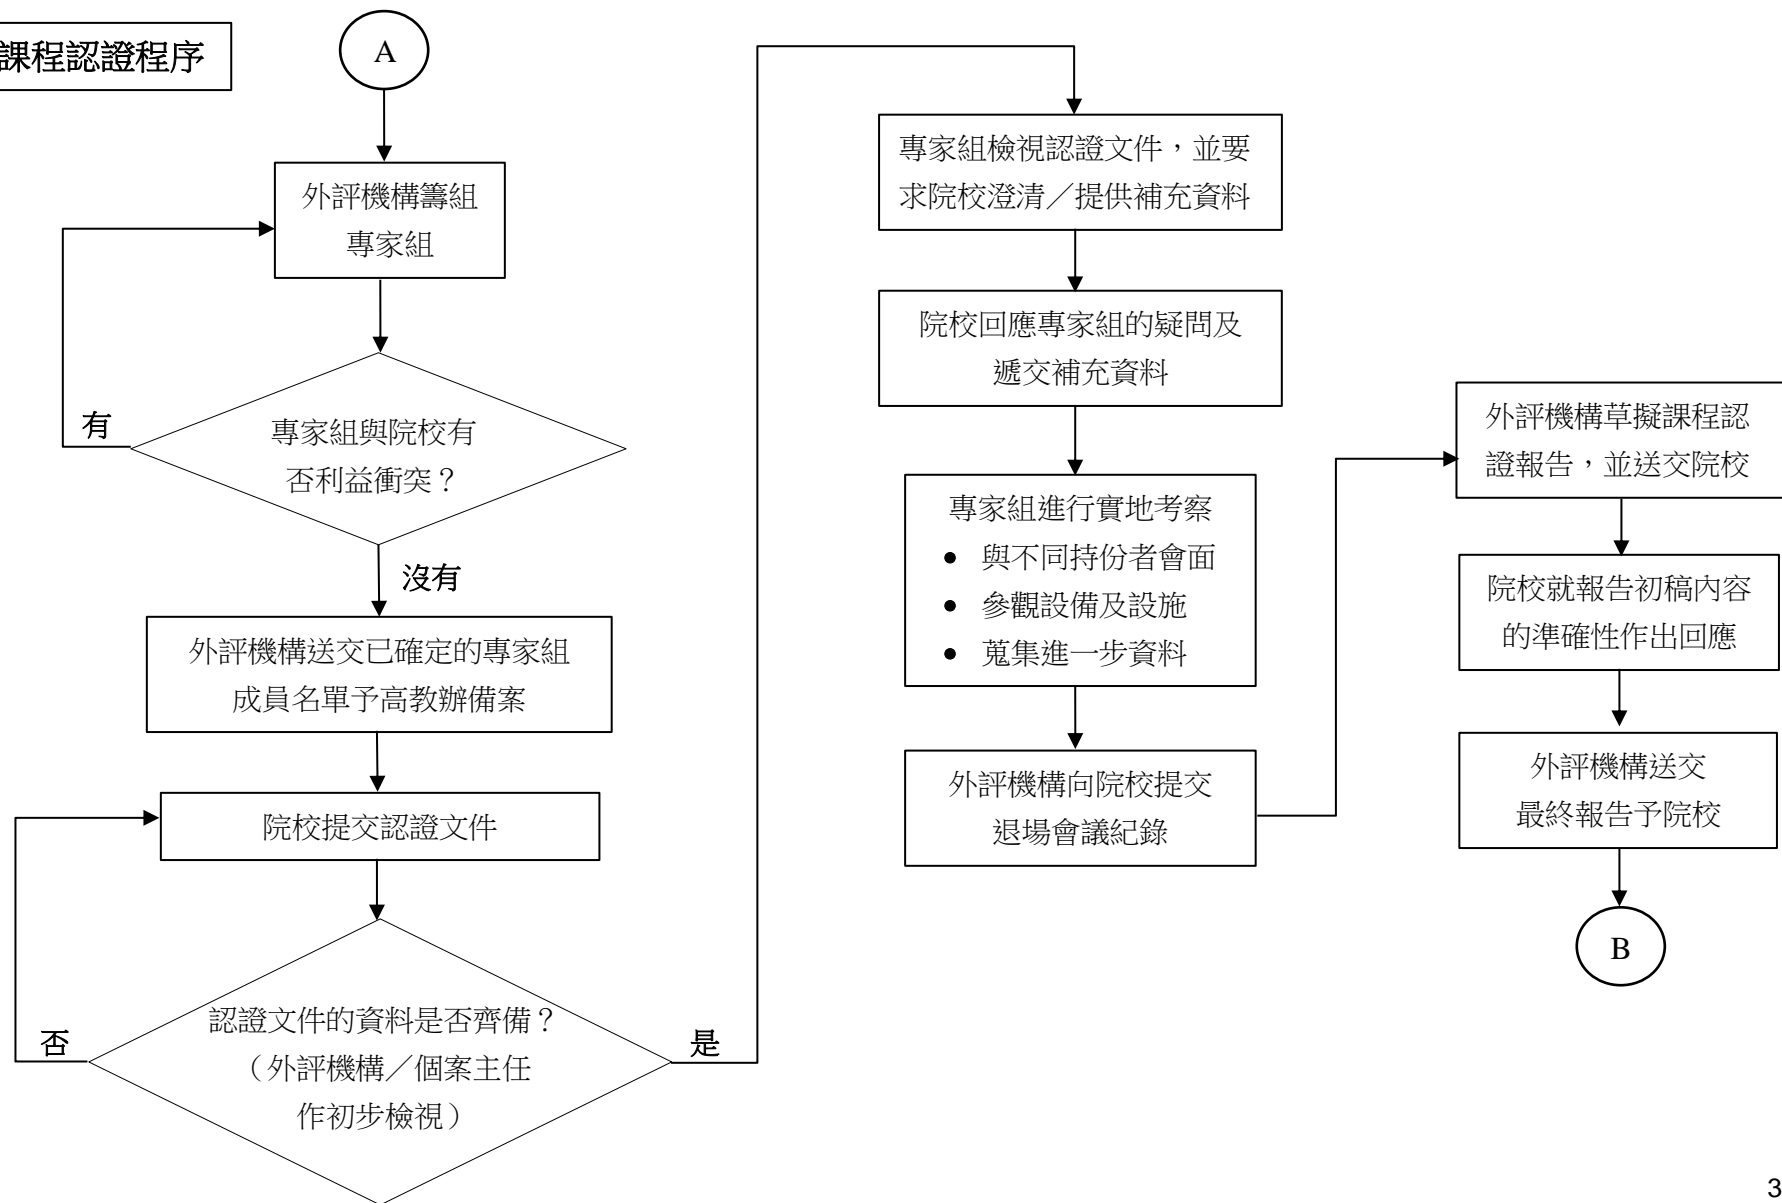 課程認證程序
A
外評機構籌組
專家組
有
專家組與院校有
否利益衝突？
沒有
外評機構送交已確定的專家組
成員名單予高教辦備案
院校提交認證文件
認證文件的資料是否齊備？
（外評機構／個案主任
作初步檢視）
否
是
專家組檢視認證文件，並要
求院校澄清／提供補充資料
院校回應專家組的疑問及
遞交補充資料
專家組進行實地考察
• 與不同持份者會面
• 參觀設備及設施
• 蒐集進一步資料
外評機構向院校提交
退場會議紀錄
外評機構草擬課程認
證報告，並送交院校
院校就報告初稿內容
的準確性作出回應
外評機構送交
最終報告予院校
B
3